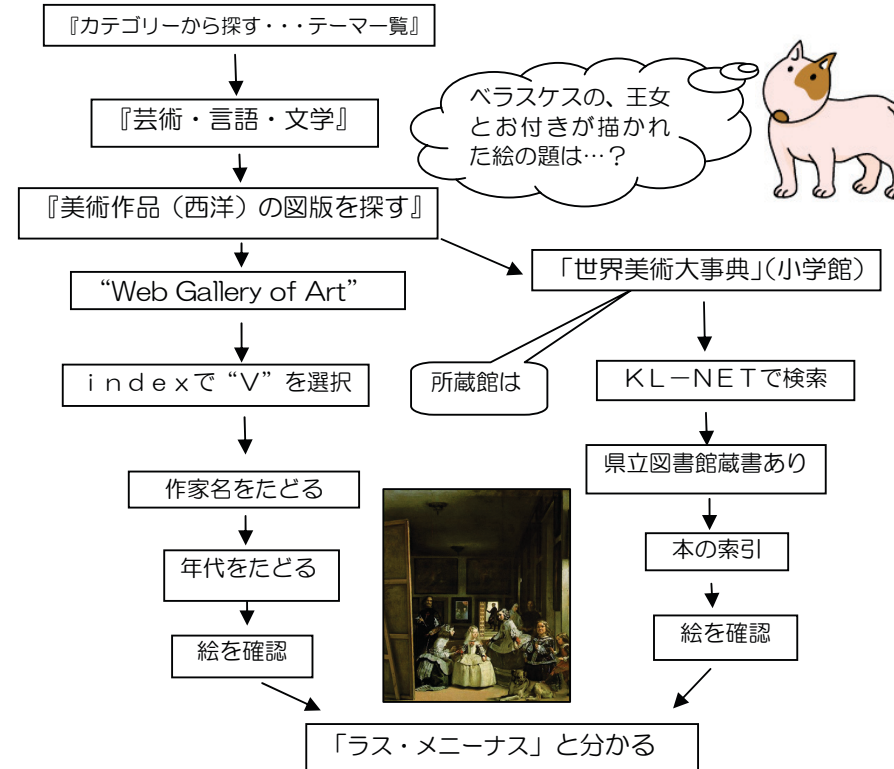 『カテゴリーから探す・・・テーマ一覧』
『芸術・言語・文学』
ベラスケスの、王女
とお付きが描かれ
た絵の題は…？
『美術作品（西洋）の図版を探す』
“Web Gallery of Art”
「世界美術大事典」（小学館）
indexで“V”を選択
所蔵館は
ＫＬ－ＮＥＴで検索
作家名をたどる
県立図書館蔵書あり
年代をたどる
本の索引
絵を確認
絵を確認
「ラス・メニーナス」と分かる